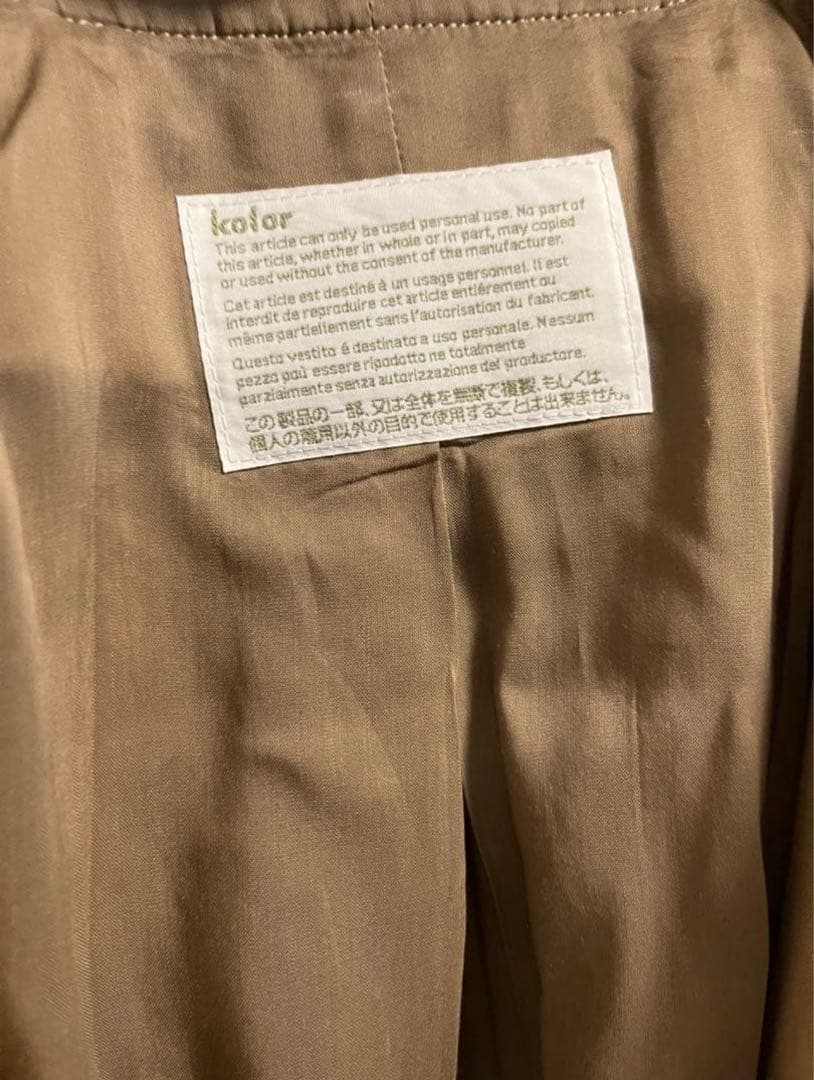 kolor
This article can only be used personal use. No part of
this article, whether in whole or in part, may copied
or used without the consent of the manufacturer.
Cet article est destiné à un usage personnel. Il est
interdit de reproduire cet article entiérement ou
même partiellement sans l'autorisation du fabricant.
Questo vestito é destinato a uso personale. Nessum
pezzo paù essere ripodotto ne totalmente
parziaimente senza autorizzazione del productore.
この製品の一部、又は全体を無断で複製、もしくは、
個人の着用以外の目的で使用することは出来ません。